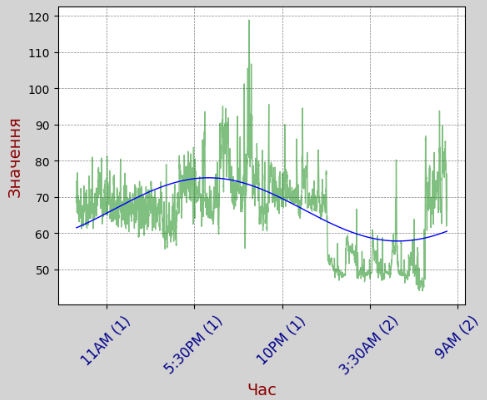 Значення
120
110
100
90
80
70
60
50
11AM (1)
5:30PM (1)
10PM (1)
3:30AM (2)
9AM (2)
Час